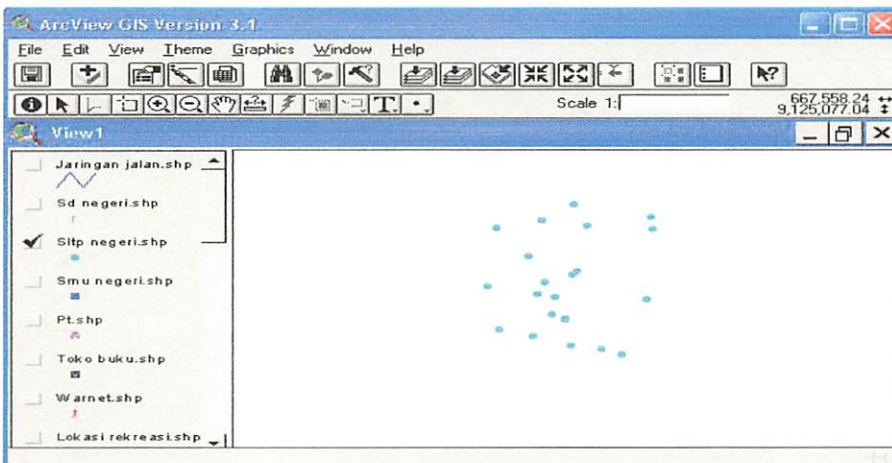 ArcView GIS Version 3.1
File Edit View Theme Graphics Window Help
Scale 1:
667,558.24
9,125,077.04
View1
Jaringan jalan.shp
Sd negeri.shp
Sltp negeri.shp
Smu negeri.shp
Pt.shp
Toko buku.shp
Warnet.shp
Lokasi rekreasi.shp